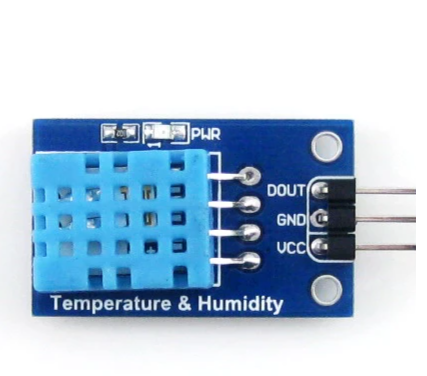 PWR
DOUT
GND
VCC
Temperature & Humidity